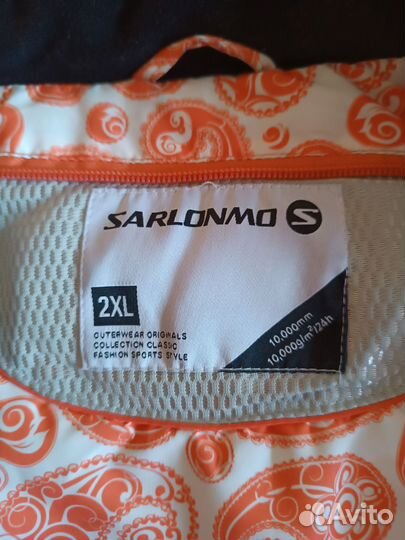 SARLONMO S
2XL
OUTERWEAR ORIGINALS
COLLECTION CLASSIC
FASHION SPORTS STYLE
10,000mm
10,000g/m²/24h
Avito